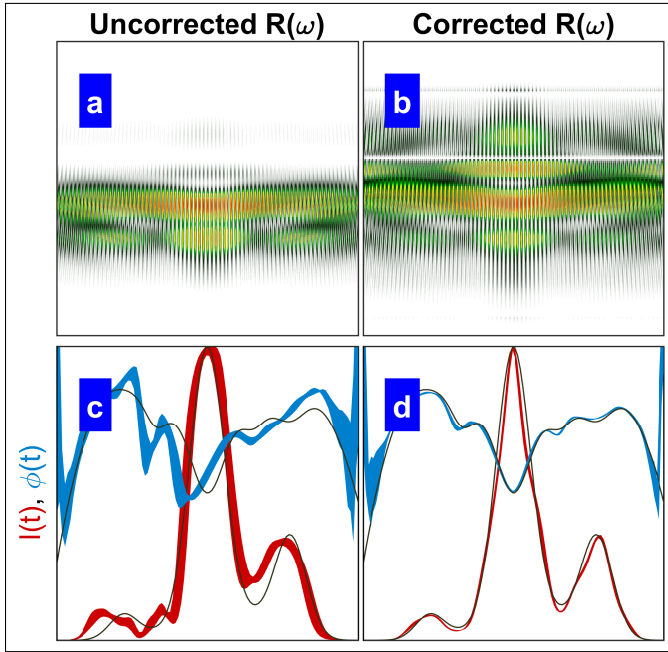 Uncorrected R(ω)
Corrected R(ω)
a
b
c
d
I(t), ϕ(t)